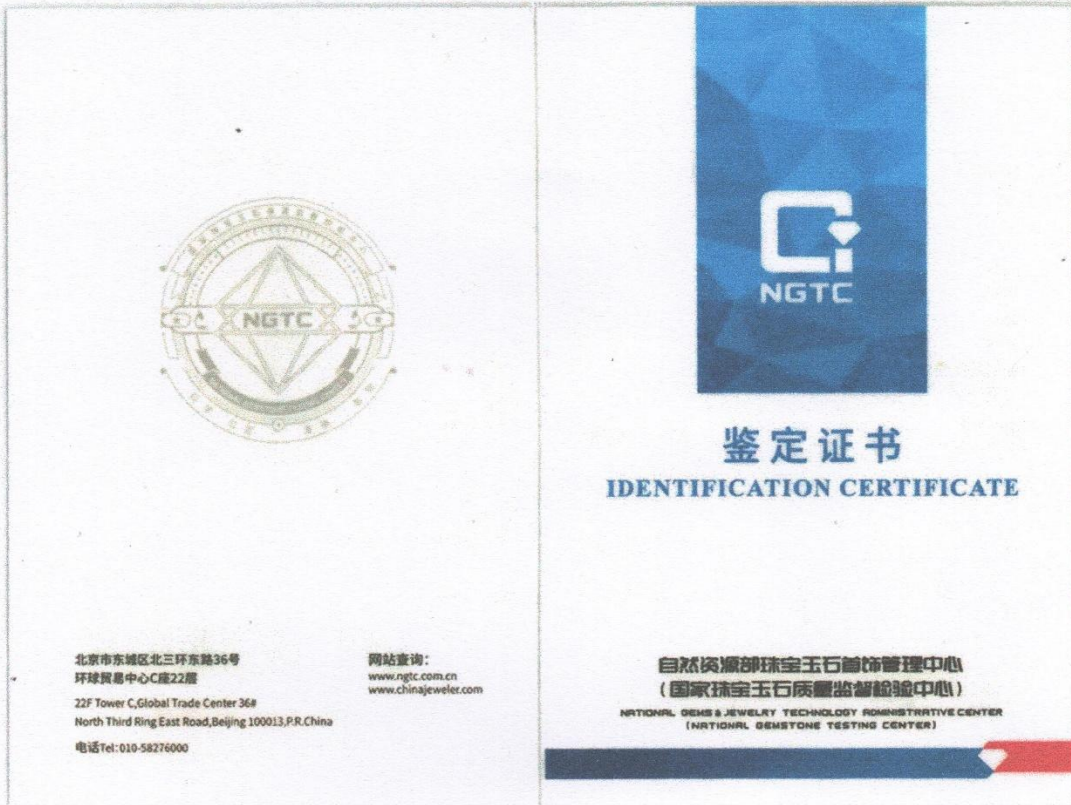 NGTC
北京市东城区北三环东路36号
环球贸易中心C座22层
22F Tower C,Global Trade Center 36#
North Third Ring East Road,Beijing 100013,P.R.China
电话Tel:010-58276000
网站查询:
www.ngtc.com.cn
www.chinajeweler.com
NGTC
鉴定证书
IDENTIFICATION CERTIFICATE
自然资源部珠宝玉石首饰管理中心
(国家珠宝玉石质量监督检验中心)
NATIONAL GEMS & JEWELRY TECHNOLOGY ADMINISTRATIVE CENTER
(NATIONAL GEMSTONE TESTING CENTER)